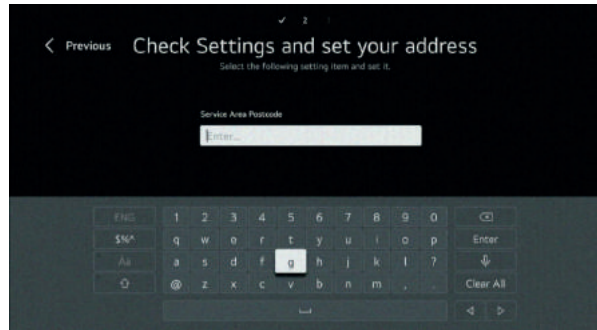 ✓ 2
< Previous
Check Settings and set your address
Select the following setting item and set it.
Service Area Postcode
Enter...
ENG 1 2 3 4 5 6 7 8 9 0
$%^ q w e r t y u i o p Enter
Aa a s d f g h j k l ?
@ z x c v b n m , . Clear All